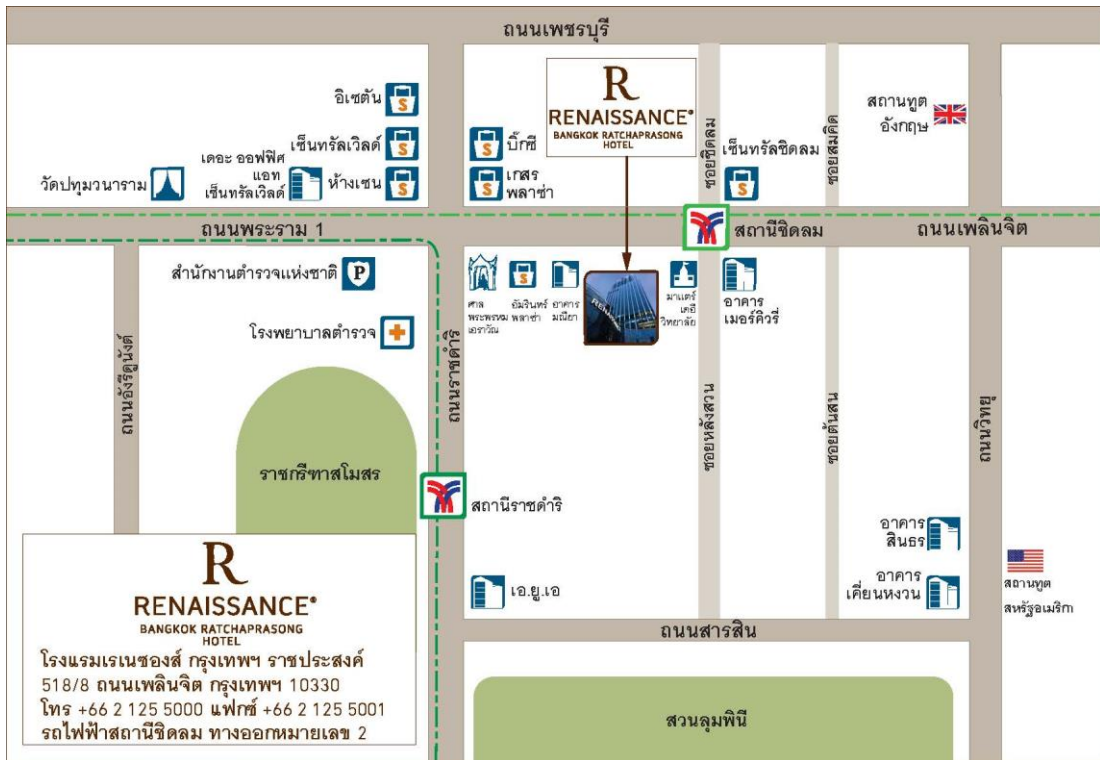 ถนนเพชรบุรี
R
RENAISSANCE®
BANGKOK RATCHAPRASONG
HOTEL
อิเซตัน
เซ็นทรัลเวิลด์
เดอะ ออฟฟิศ
แอท
เซ็นทรัลเวิลด์
ห้างเซน
วัดปทุมวนาราม
บิ๊กซี
เกสร
พลาซ่า
ซอยชิดลม
เซ็นทรัลชิดลม
ซอยสมคิด
สถานทูต
อังกฤษ
ถนนพระราม 1
สถานีชิดลม
ถนนเพลินจิต
สำนักงานตำรวจแห่งชาติ
P
โรงพยาบาลตำรวจ
ศาล
พระพรหม
เอราวัณ
อัมรินทร์
พลาซ่า
อาคาร
มณียา
มาแตร์
เดอี
วิทยาลัย
อาคาร
เมอร์คิวรี่
ถนนอังรีดูนังต์
ถนนราชดำริ
ซอยหลังสวน
ซอยต้นสน
ถนนวิทยุ
ราชกรีฑาสโมสร
สถานีราชดำริ
เอ.ยู.เอ
อาคาร
สินธร
อาคาร
เคี่ยนหงวน
สถานทูต
สหรัฐอเมริกา
ถนนสารสิน
สวนลุมพินี
R
RENAISSANCE®
BANGKOK RATCHAPRASONG
HOTEL
โรงแรมเรเนซองส์ กรุงเทพฯ ราชประสงค์
518/8 ถนนเพลินจิต กรุงเทพฯ 10330
โทร +66 2 125 5000 แฟกซ์ +66 2 125 5001
รถไฟฟ้าสถานีชิดลม ทางออกหมายเลข 2